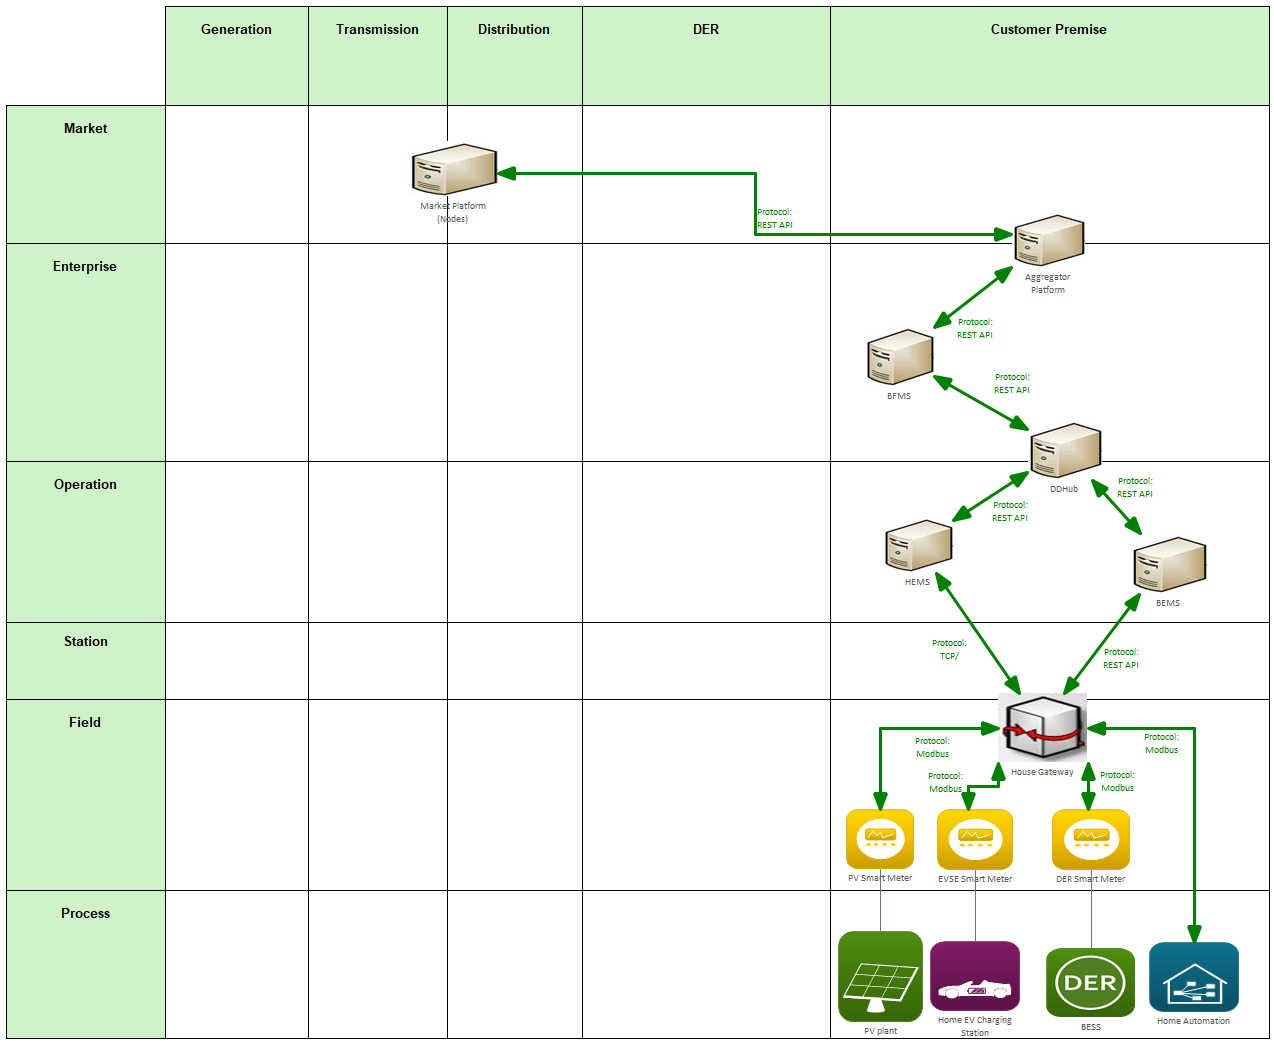 Generation
Transmission
Distribution
DER
Customer Premise
Market
Market Platform
(Nodes)
Protocol:
REST API
Enterprise
Aggregator
Platform
Protocol:
REST API
BFMS
Protocol:
REST API
Operation
DDHub
Protocol:
REST API
Protocol:
REST API
HEMS
BEMS
Station
Protocol:
TCP/
Protocol:
REST API
Field
House Gateway
Protocol:
Modbus
Protocol:
Modbus
Protocol:
Modbus
Protocol:
Modbus
PV Smart Meter
EVSE Smart Meter
DER Smart Meter
Process
DER
PV plant
Home EV Charging
Station
BESS
Home Automation